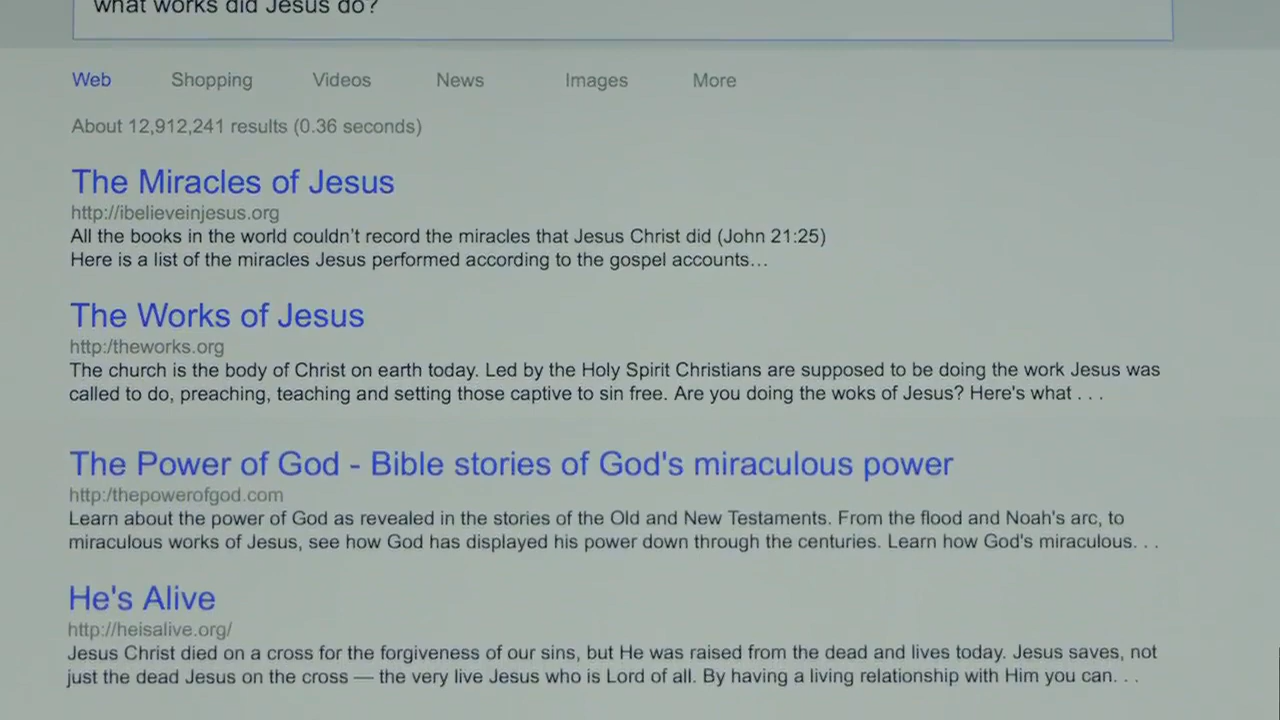 what works did Jesus do?
Web Shopping Videos News Images More
About 12,912,241 results (0.36 seconds)
The Miracles of Jesus
http://ibelieveinjesus.org
All the books in the world couldn't record the miracles that Jesus Christ did (John 21:25)
Here is a list of the miracles Jesus performed according to the gospel accounts…
The Works of Jesus
http:/theworks.org
The church is the body of Christ on earth today. Led by the Holy Spirit Christians are supposed to be doing the work Jesus was
called to do, preaching, teaching and setting those captive to sin free. Are you doing the woks of Jesus? Here's what . . .
The Power of God - Bible stories of God's miraculous power
http:/thepowerofgod.com
Learn about the power of God as revealed in the stories of the Old and New Testaments. From the flood and Noah's arc, to
miraculous works of Jesus, see how God has displayed his power down through the centuries. Learn how God's miraculous. . .
He's Alive
http://heisalive.org/
Jesus Christ died on a cross for the forgiveness of our sins, but He was raised from the dead and lives today. Jesus saves, not
just the dead Jesus on the cross — the very live Jesus who is Lord of all. By having a living relationship with Him you can. . .